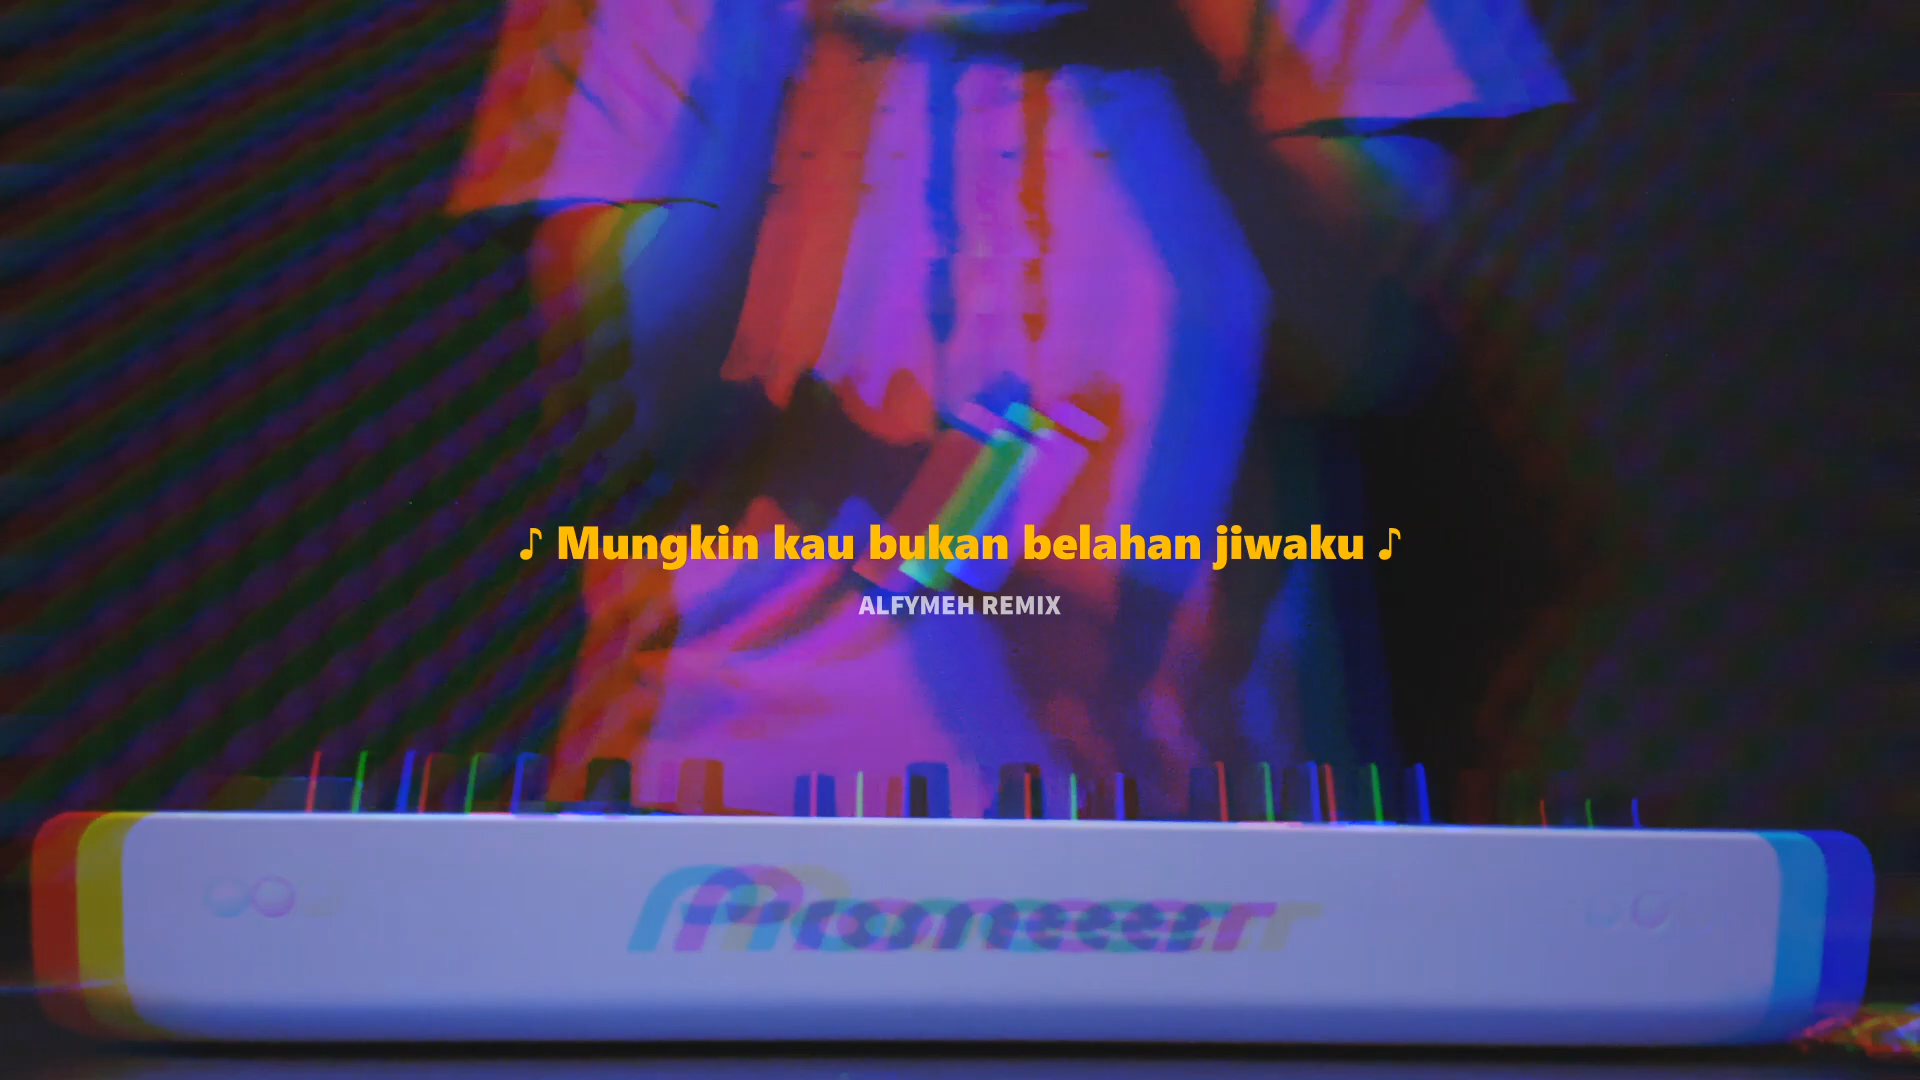 ♪ Mungkin kau bukan belahan jiwaku ♪
ALFYMEH REMIX
Pioneer